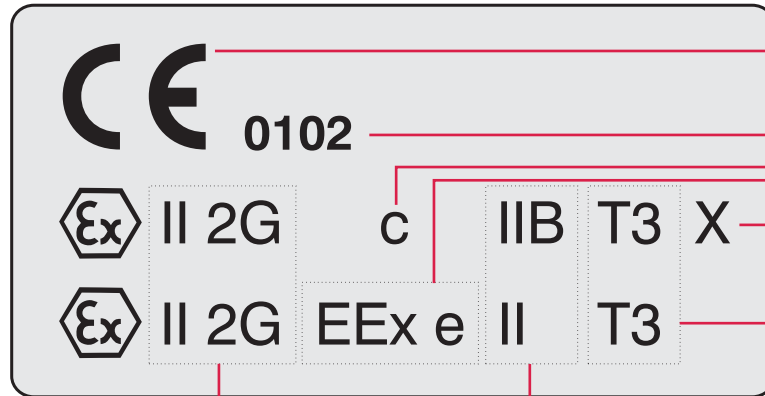 CE
0102
Ex II 2G c IIB T3 X
Ex II 2G EEx e II T3